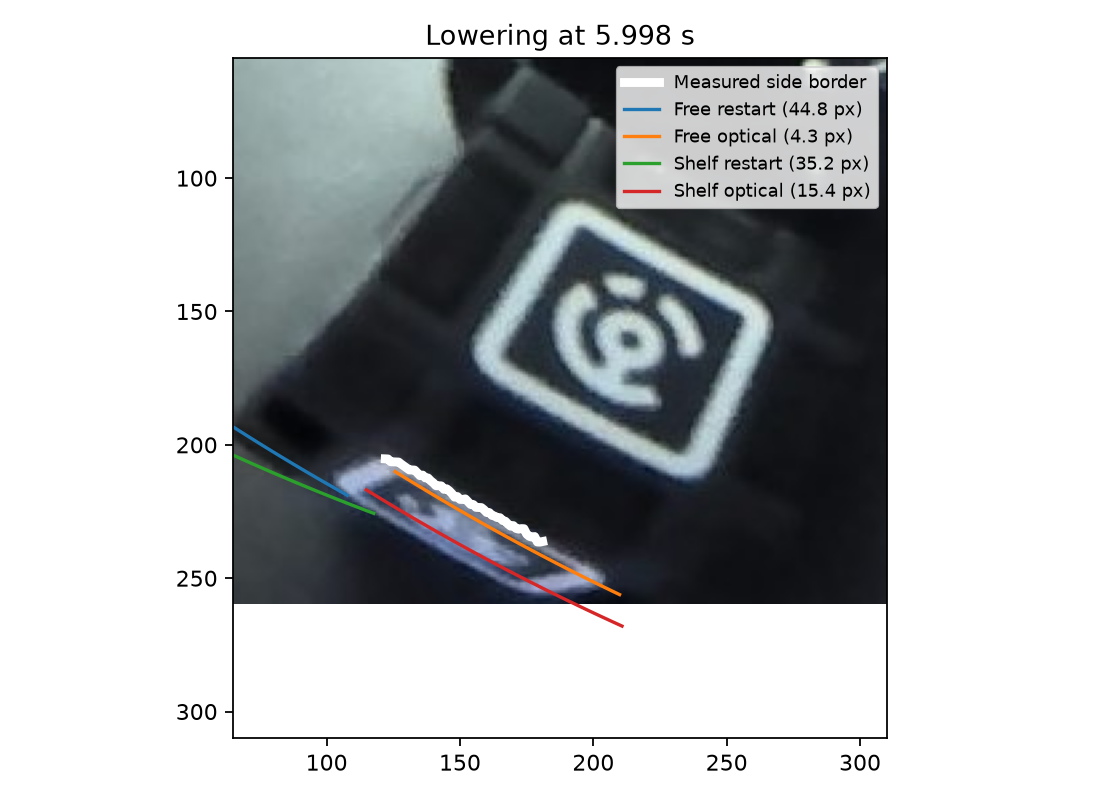 Lowering at 5.998 s
Measured side border
Free restart (44.8 px)
Free optical (4.3 px)
Shelf restart (35.2 px)
Shelf optical (15.4 px)
100
150
200
250
300
100
150
200
250
300